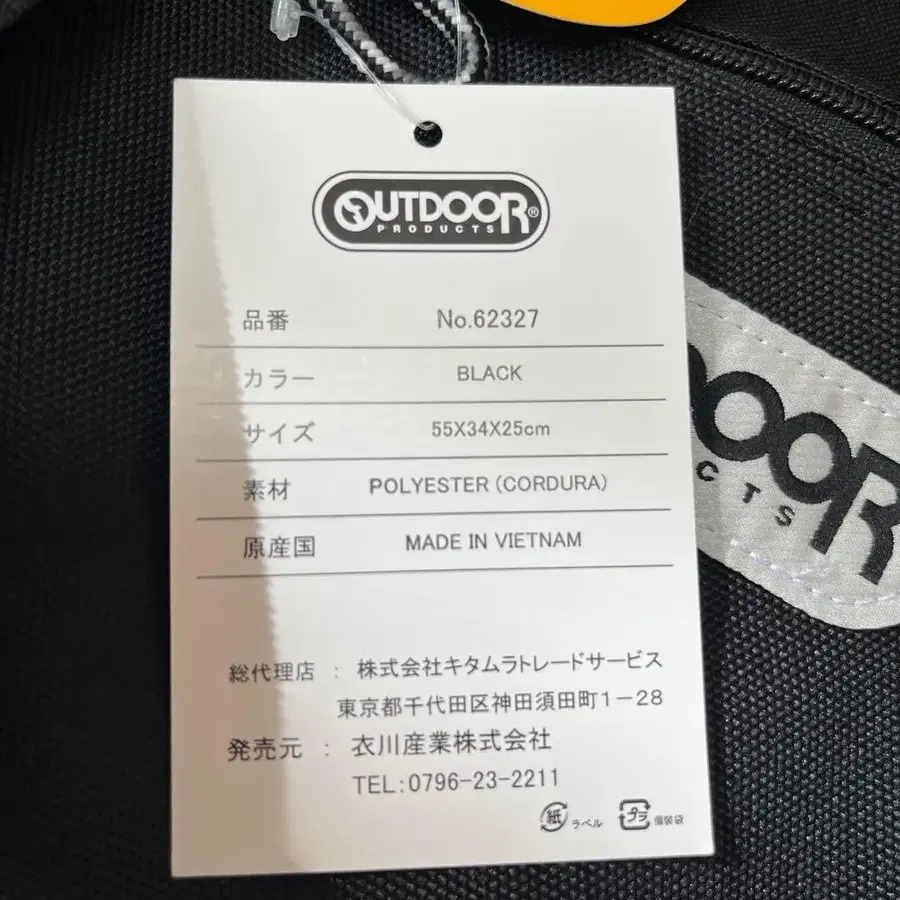 OUTDOOR®
PRODUCTS
品番 No.62327
カラー BLACK
サイズ 55X34X25cm
素材 POLYESTER (CORDURA)
原産国 MADE IN VIETNAM
総代理店 : 株式会社キタムラトレードサービス
東京都千代田区神田須田町1-28
発売元 : 衣川産業株式会社
TEL:0796-23-2211
紙 ラベル プラ 個装袋
OOR
CTS